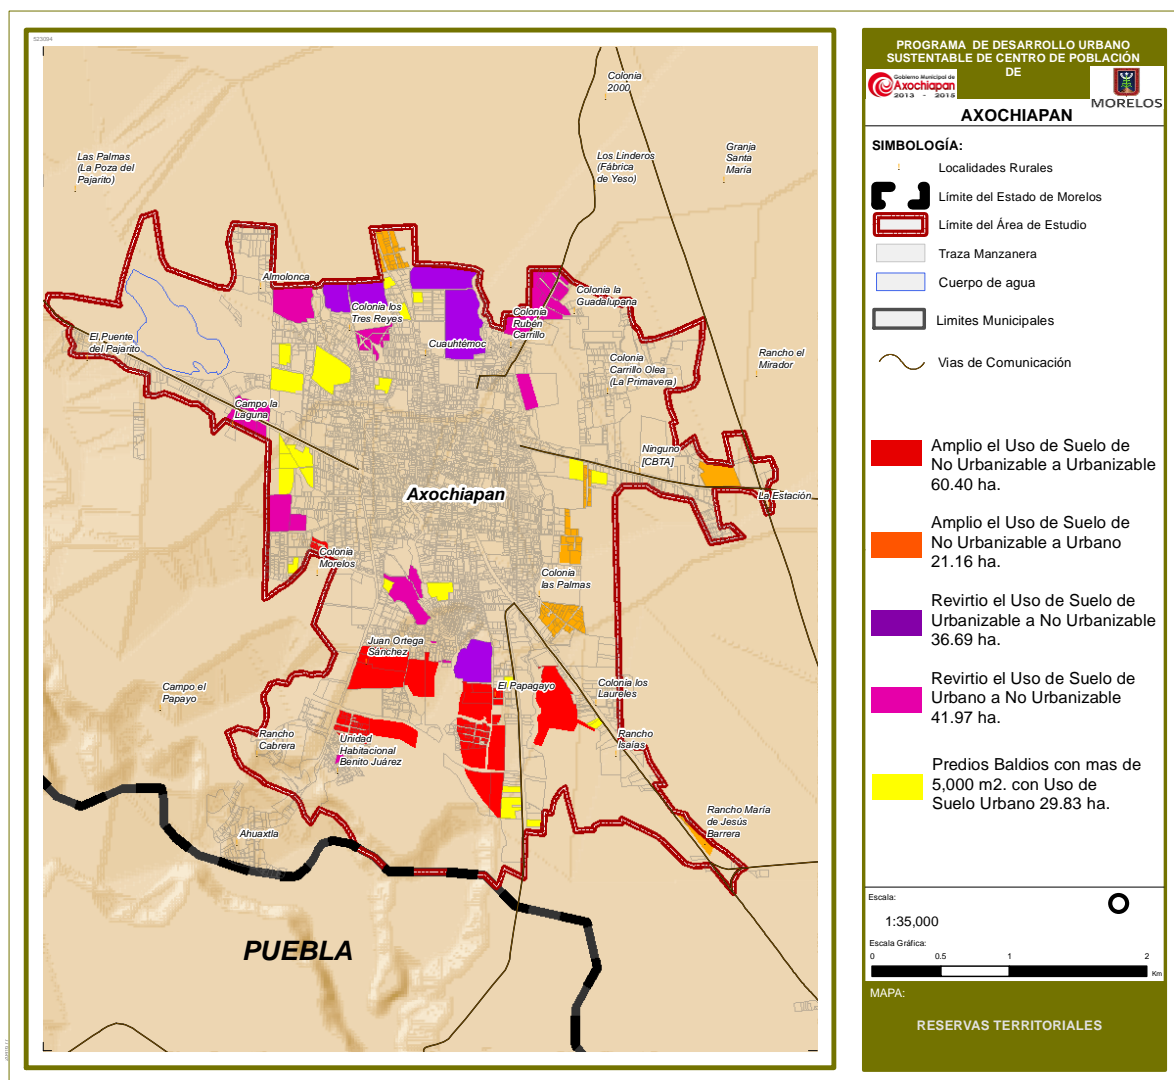 523094
Colonia
2000
Las Palmas
(La Poza del
Pajarito)
Los Linderos
(Fábrica
de Yeso)
Granja
Santa
María
Almolonca
Colonia los
Tres Reyes
Colonia la
Guadalupana
Colonia
Rubén
Carrillo
El Puente
del Pajarito
Cuauhtémoc
Colonia
Carrillo Olea
(La Primavera)
Rancho el
Mirador
Campo la
Laguna
Ninguno
[CBTA]
Axochiapan
La Estación
Colonia
Morelos
Colonia
las Palmas
Juan Ortega
Sánchez
Campo el
Papayo
El Papagayo
Colonia los
Laureles
Rancho
Cabrera
Unidad
Habitacional
Benito Juárez
Rancho
Isaías
Rancho María
de Jesús
Barrera
Ahuaxtla
PUEBLA
PROGRAMA DE DESARROLLO URBANO
SUSTENTABLE DE CENTRO DE POBLACIÓN
DE
Gobierno Municipal de
Axochiapan
2013 - 2015
MORELOS
AXOCHIAPAN
SIMBOLOGÍA:
Localidades Rurales
Límite del Estado de Morelos
Límite del Área de Estudio
Traza Manzanera
Cuerpo de agua
Limites Municipales
Vias de Comunicación
Amplio el Uso de Suelo de
No Urbanizable a Urbanizable
60.40 ha.
Amplio el Uso de Suelo de
No Urbanizable a Urbano
21.16 ha.
Revirtio el Uso de Suelo de
Urbanizable a No Urbanizable
36.69 ha.
Revirtio el Uso de Suelo de
Urbano a No Urbanizable
41.97 ha.
Predios Baldios con mas de
5,000 m2. con Uso de
Suelo Urbano 29.83 ha.
Escala:
1:35,000
Escala Gráfica:
0 0.5 1 2
Km
MAPA:
RESERVAS TERRITORIALES